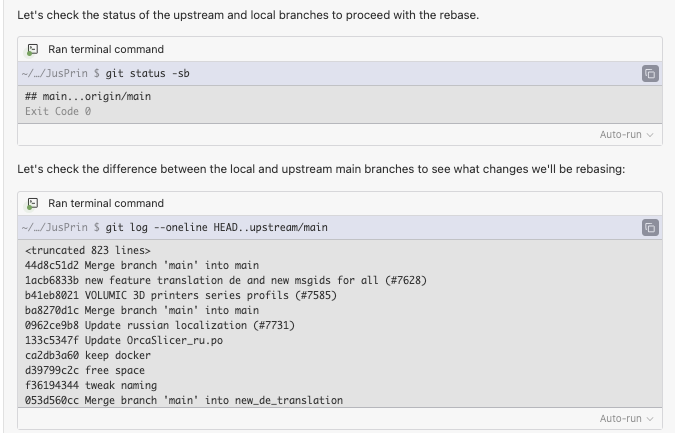 Let's check the status of the upstream and local branches to proceed with the rebase.
Ran terminal command
~/…/JusPrin $ git status -sb
## main...origin/main
Exit Code 0
Auto-run
Let's check the difference between the local and upstream main branches to see what changes we'll be rebasing:
Ran terminal command
~/…/JusPrin $ git log --oneline HEAD..upstream/main
<truncated 823 lines>
44d8c51d2 Merge branch 'main' into main
1acb6833b new feature translation de and new msgids for all (#7628)
b41eb8021 VOLUMIC 3D printers series profils (#7585)
ba8270d1c Merge branch 'main' into main
0962ce9b8 Update russian localization (#7731)
133c5347f Update OrcaSlicer_ru.po
ca2db3a60 keep docker
d39799c2c free space
f36194344 tweak naming
053d560cc Merge branch 'main' into new_de_translation
Auto-run